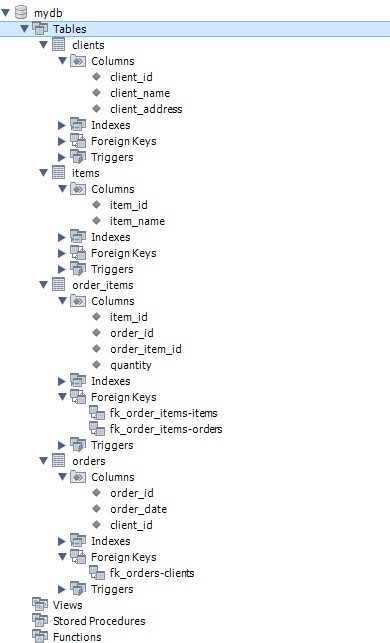 mydb
Tables
clients
Columns
client_id
client_name
client_address
Indexes
Foreign Keys
Triggers
items
Columns
item_id
item_name
Indexes
Foreign Keys
Triggers
order_items
Columns
item_id
order_id
order_item_id
quantity
Indexes
Foreign Keys
fk_order_items-items
fk_order_items-orders
Triggers
orders
Columns
order_id
order_date
client_id
Indexes
Foreign Keys
fk_orders-clients
Triggers
Views
Stored Procedures
Functions